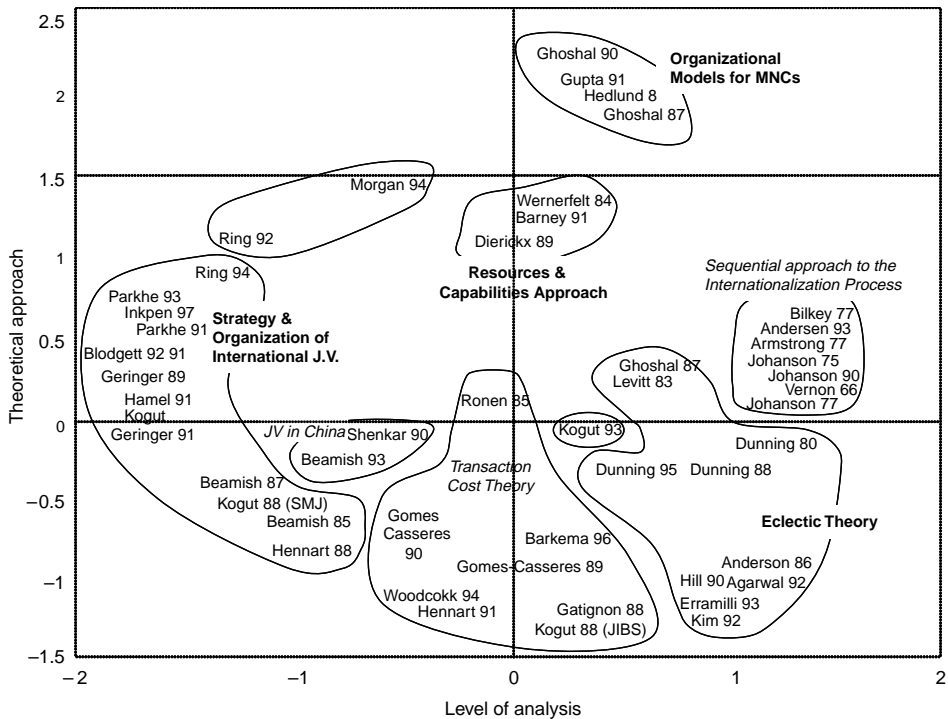 2.5
Ghoshal 90
Organizational
Models for MNCs
Gupta 91
2
Hedlund 8
Ghoshal 87
1.5
Morgan 94
Wernerfelt 84
Barney 91
Ring 92
Dierickx 89
1
Ring 94
Resources &
Capabilities Approach
Sequential approach to the
Internationalization Process
Parkhe 93
Inkpen 97
Parkhe 91
Strategy &
Organization of
International J.V.
Bilkey 77
Andersen 93
Armstrong 77
Johanson 75
Johanson 90
Vernon 66
Johanson 77
0.5
Blodgett 92 91
Geringer 89
Ghoshal 87
Levitt 83
Hamel 91
Kogut
Ronen 85
0
Geringer 91
JV in China
Shenkar 90
Kogut 93
Dunning 80
Beamish 93
Transaction
Cost Theory
Dunning 95
Dunning 88
Beamish 87
−0.5
Kogut 88 (SMJ)
Beamish 85
Gomes
Casseres
90
Eclectic Theory
Hennart 88
Barkema 96
Gomes-Casseres 89
Anderson 86
−1
Hill 90
Agarwal 92
Woodcokk 94
Hennart 91
Gatignon 88
Kogut 88 (JIBS)
Erramilli 93
Kim 92
−1.5
−2
−1
0
1
2
Level of analysis
Theoretical approach